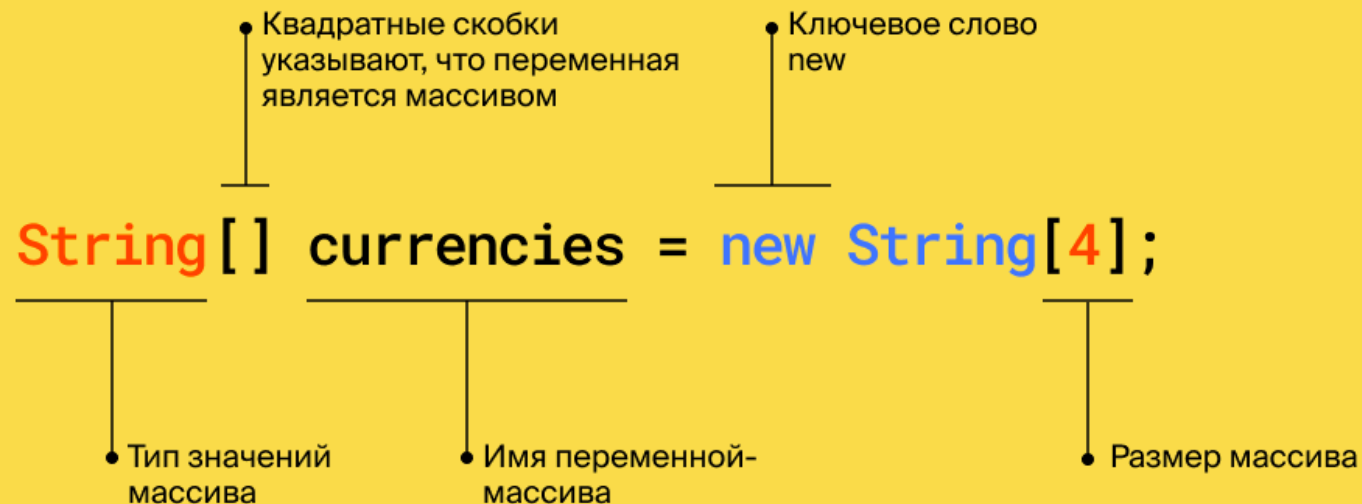 Квадратные скобки
указывают, что переменная
является массивом
Ключевое слово
new
String[] currencies = new String[4];
Тип значений
массива
Имя переменной-
массива
Размер массива